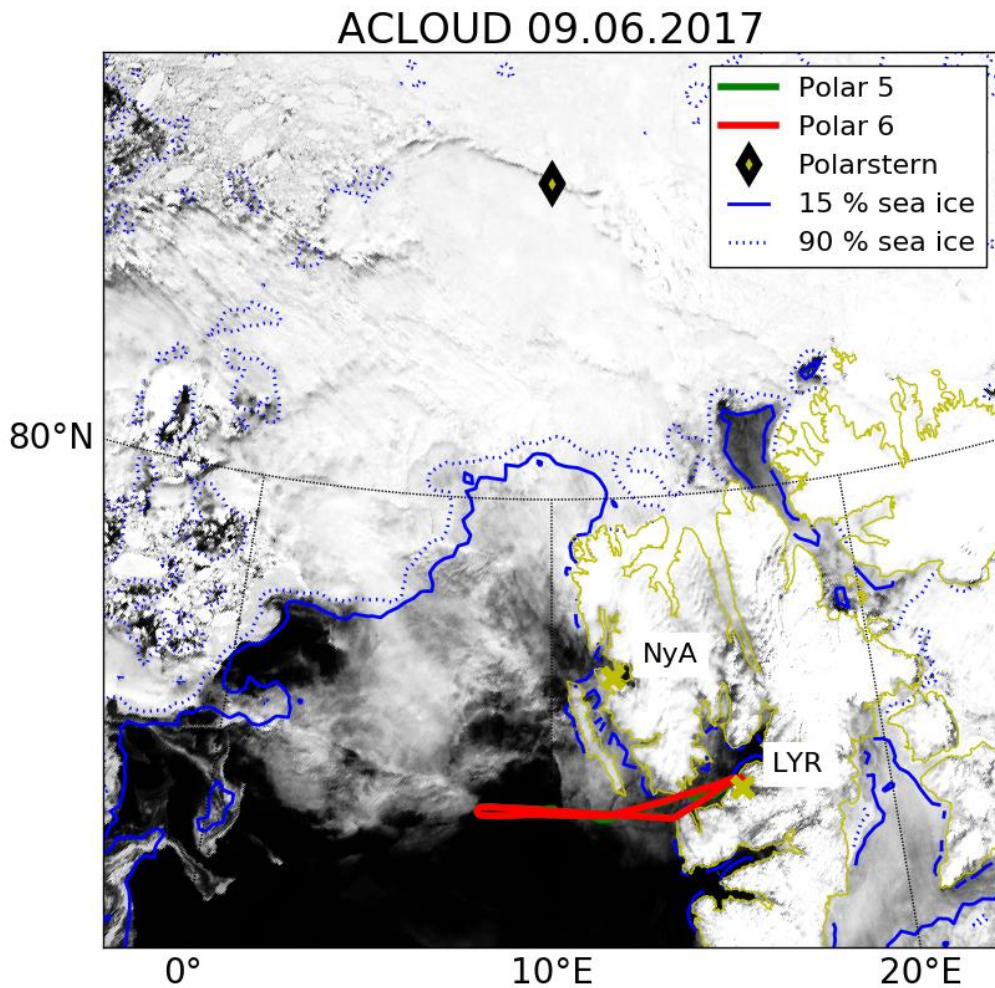 ACLOUD 09.06.2017
Polar 5
Polar 6
Polarstern
15 % sea ice
90 % sea ice
80°N
NyA
LYR
0°
10°E
20°E